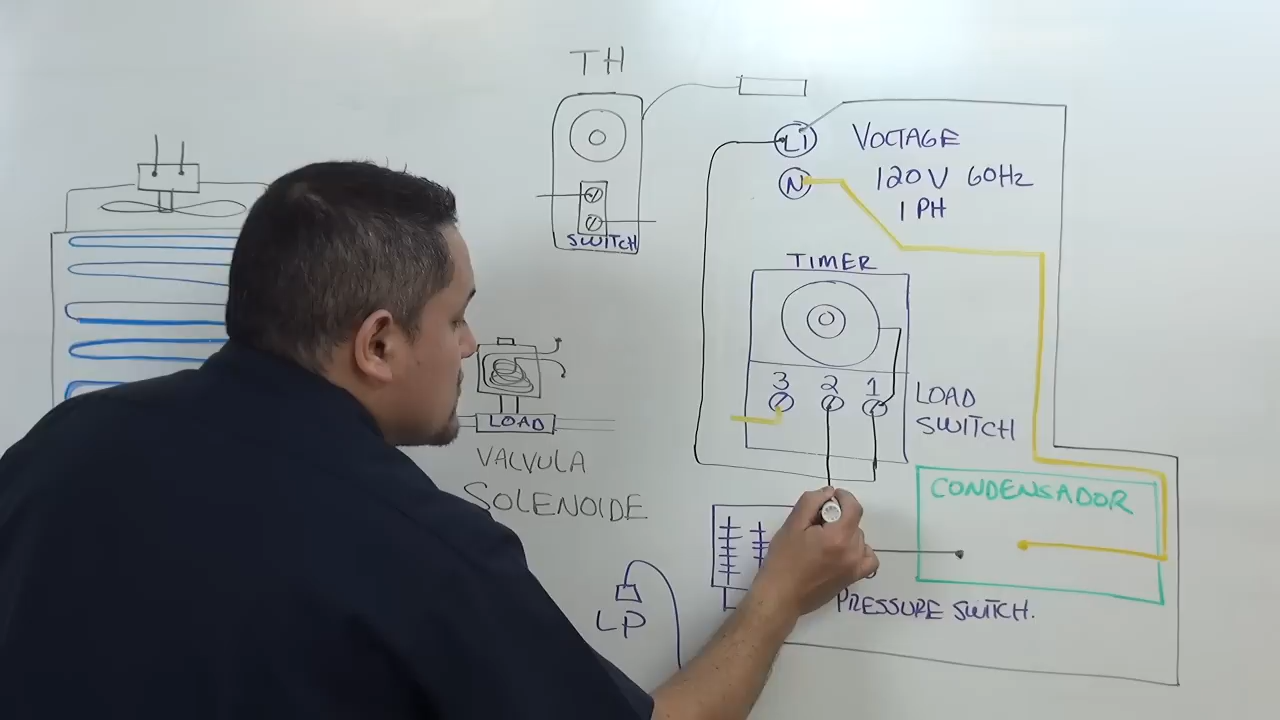 TH
SWITCH
L1
N
VOCTAGE
120V 60Hz
1 PH
TIMER
3 2 1
LOAD
SWITCH
LOAD
VALVULA
SOLENOIDE
CONDENSADOR
LP
PRESSURE SWITCH.